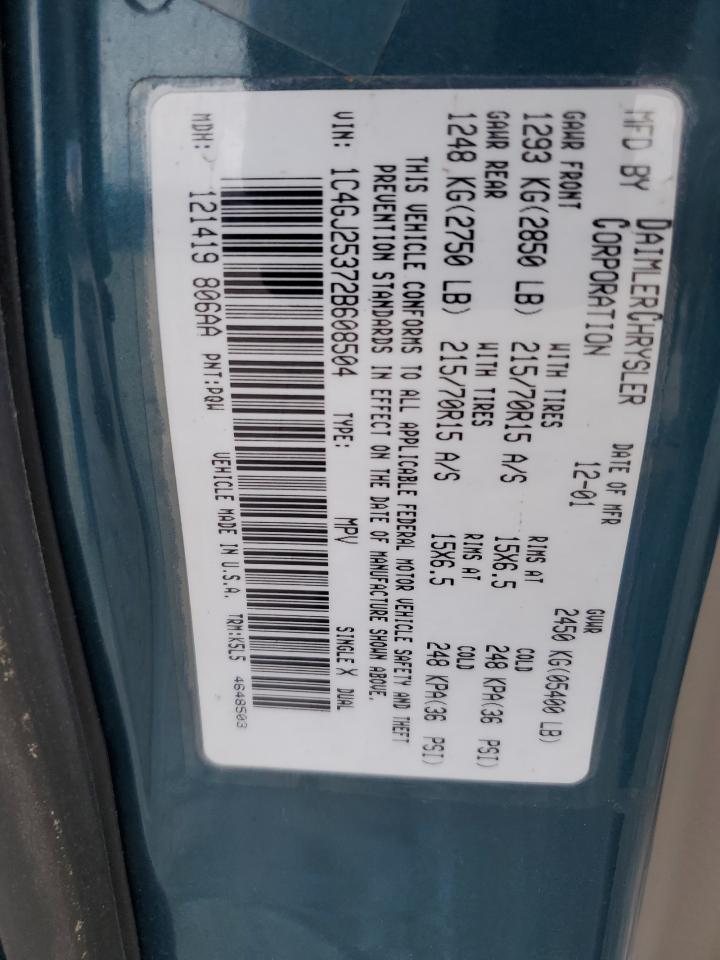 MFD BY DAIMLERCHRYSLER CORPORATION
DATE OF MFR 12-01
GVWR 2450 KG(05400 LB)
GAWR FRONT WITH TIRES RIMS AT COLD
1293 KG(2850 LB) 215/70R15 A/S 15X6.5 248 KPA(36 PSI)
GAWR REAR WITH TIRES RIMS AT COLD
1248 KG(2750 LB) 215/70R15 A/S 15X6.5 248 KPA(36 PSI)
THIS VEHICLE CONFORMS TO ALL APPLICABLE FEDERAL MOTOR VEHICLE SAFETY AND THEFT
PREVENTION STANDARDS IN EFFECT ON THE DATE OF MANUFACTURE SHOWN ABOVE.
VIN: 1C4GJ25372B608504 TYPE: MPV SINGLE X DUAL
MDH: 121419 806AA PNT:PQW VEHICLE MADE IN U.S.A. TRM:K5L5 4648503